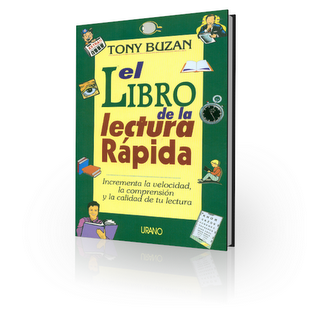 TONY BUZAN
el
LIBRO
de la
lectura
Rápida
Incrementa la velocidad,
la comprensión
y la calidad de tu lectura
URANO